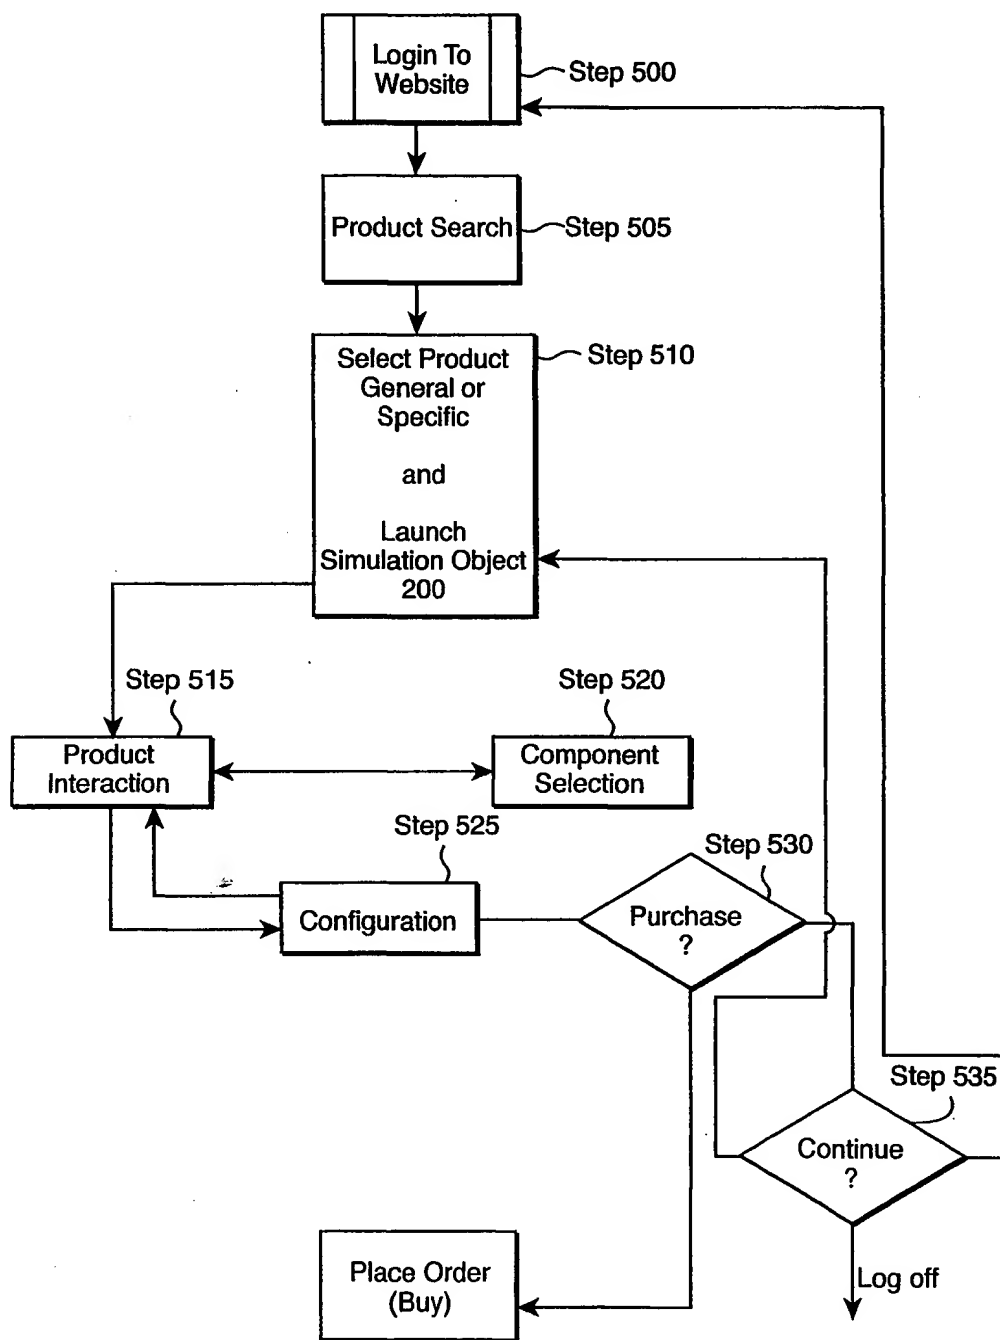 Login To
Website
Step 500
Product Search
Step 505
Select Product
General or
Specific
and
Launch
Simulation Object
200
Step 510
Step 515
Product
Interaction
Step 520
Component
Selection
Step 525
Configuration
Step 530
Purchase
?
Step 535
Continue
?
Log off
Place Order
(Buy)